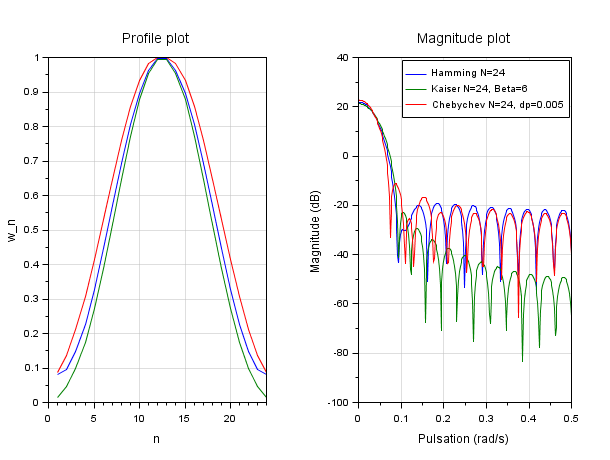 Profile plot
w_n
1
0.9
0.8
0.7
0.6
0.5
0.4
0.3
0.2
0.1
0
0 5 10 15 20
n
Magnitude plot
Hamming N=24
Kaiser N=24, Beta=6
Chebychev N=24, dp=0.005
Magnitude (dB)
40
20
0
-20
-40
-60
-80
-100
0 0.1 0.2 0.3 0.4 0.5
Pulsation (rad/s)